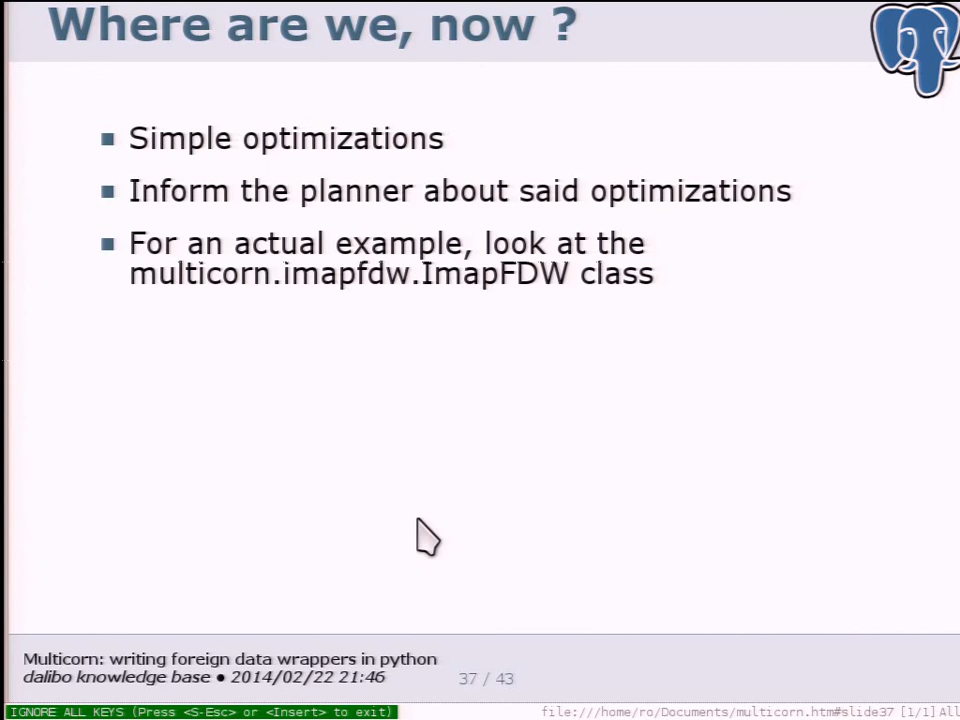 Where are we, now ?
Simple optimizations
Inform the planner about said optimizations
For an actual example, look at the
multicorn.imapfdw.ImapFDW class
Multicorn: writing foreign data wrappers in python
dalibo knowledge base • 2014/02/22 21:46
37 / 43
IGNORE ALL KEYS (Press <S-Esc> or <Insert> to exit)
file:///home/ro/Documents/multicorn.htm#slide37 [1/1] All